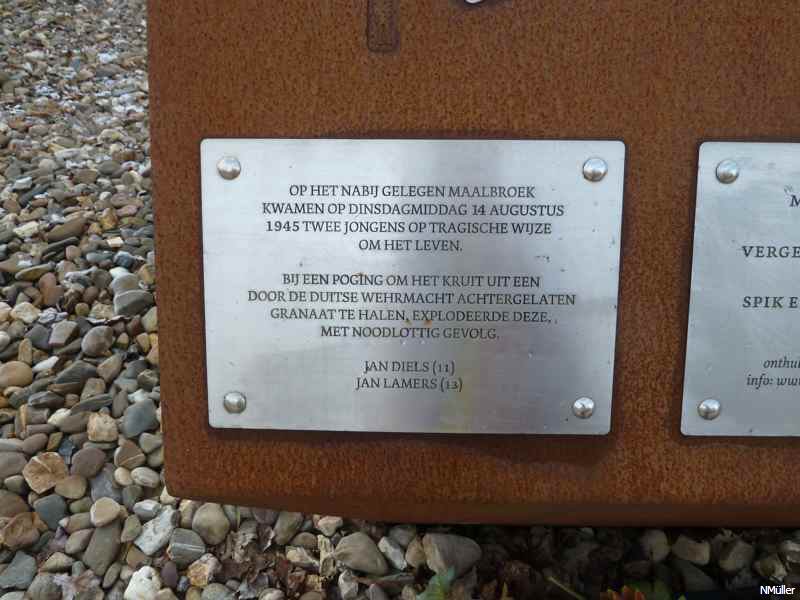 OP HET NABIJ GELEGEN MAALBROEK
KWAMEN OP DINSDAGMIDDAG 14 AUGUSTUS
1945 TWEE JONGENS OP TRAGISCHE WIJZE
OM HET LEVEN.
BIJ EEN POGING OM HET KRUIT UIT EEN
DOOR DE DUITSE WEHRMACHT ACHTERGELATEN
GRANAAT TE HALEN, EXPLODEERDE DEZE,
MET NOODLOTTIG GEVOLG.
JAN DIELS (11)
JAN LAMERS (13)
VERGE
SPIK E
onthul
info: www
NMüller